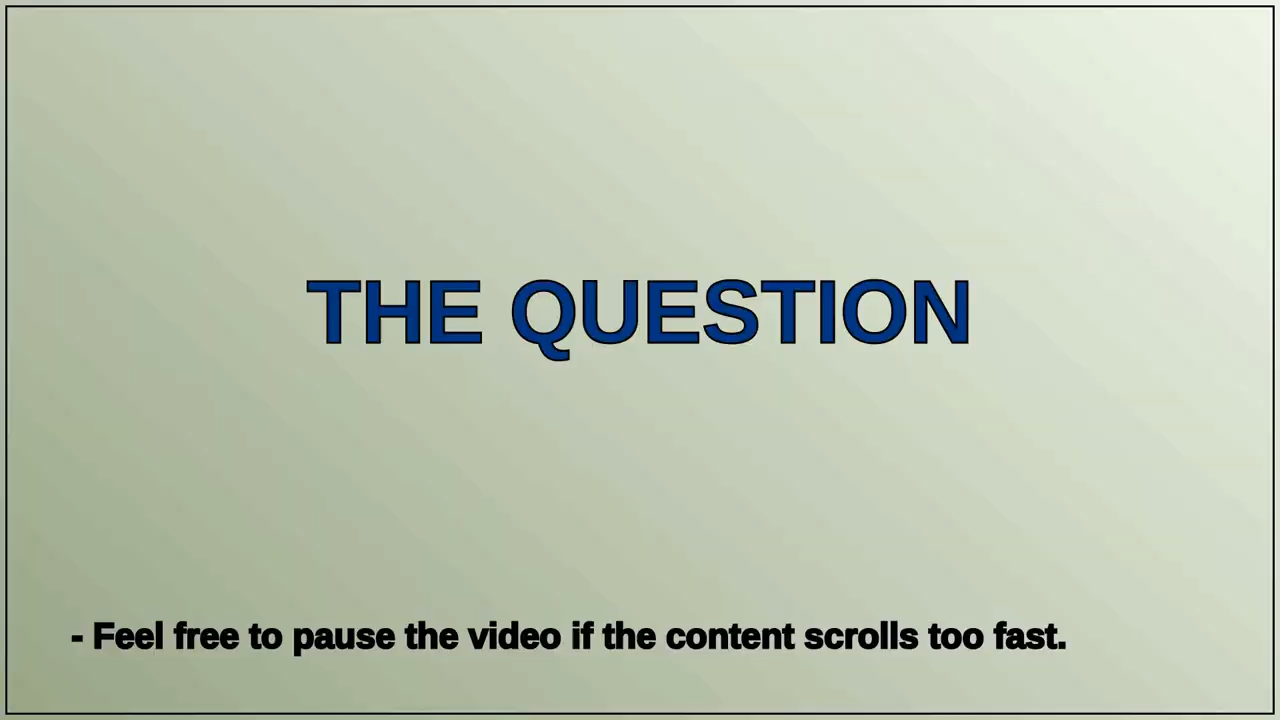 THE QUESTION
- Feel free to pause the video if the content scrolls too fast.